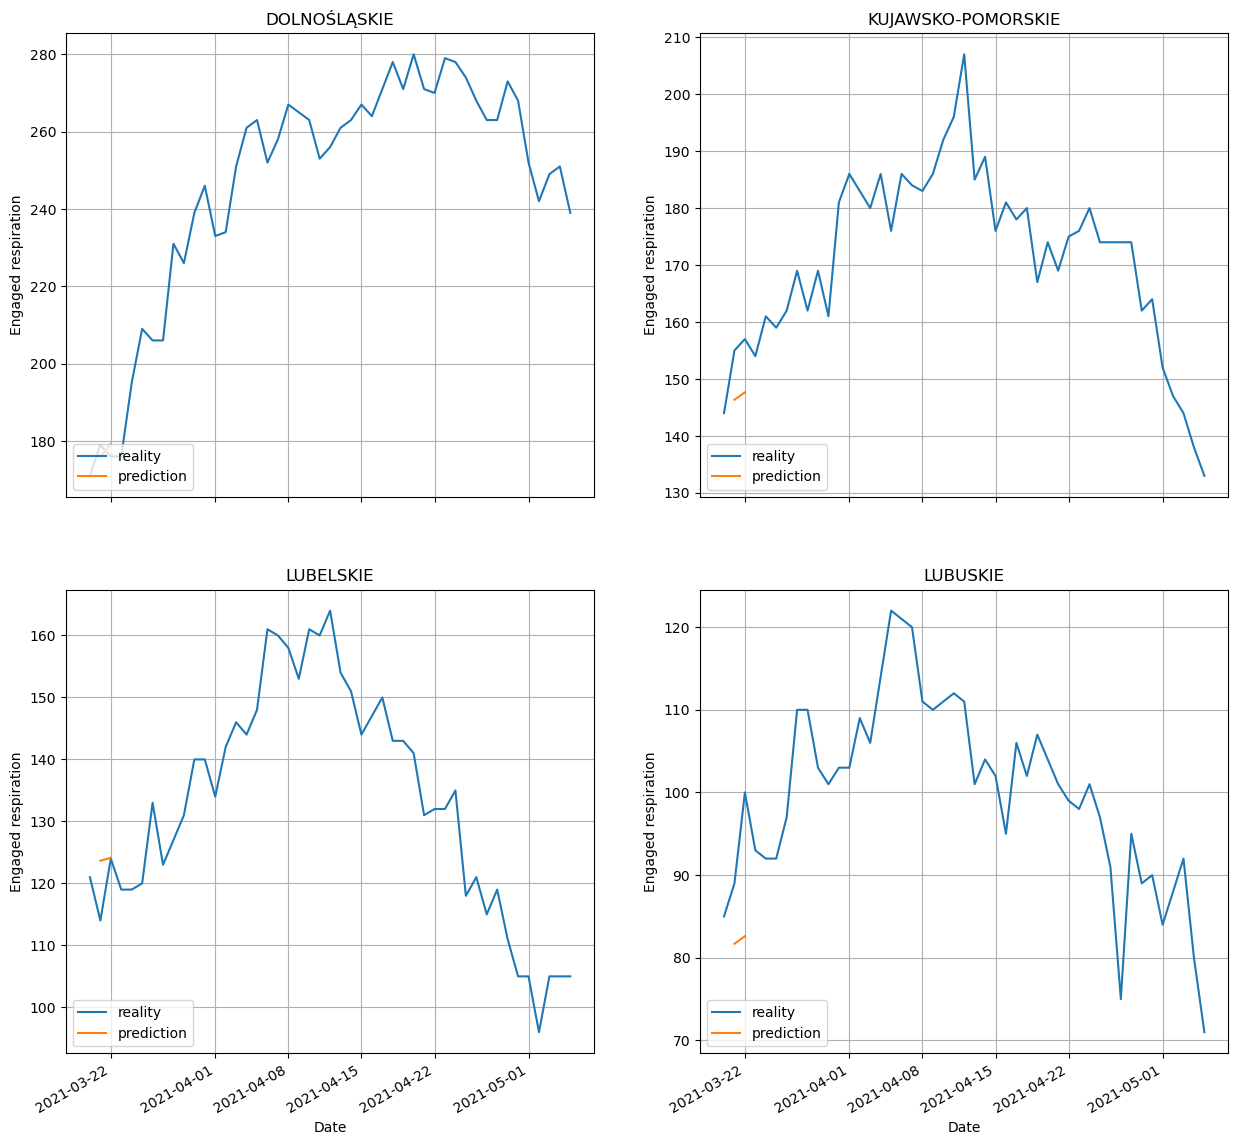 DOLNOŚLĄSKIE
280
260
240
220
200
180
Engaged respiration
reality
prediction
KUJAWSKO-POMORSKIE
210
200
190
180
170
160
150
140
130
Engaged respiration
reality
prediction
LUBELSKIE
160
150
140
130
120
110
100
Engaged respiration
reality
prediction
2021-03-22
2021-04-01
2021-04-08
2021-04-15
2021-04-22
2021-05-01
Date
LUBUSKIE
120
110
100
90
80
70
Engaged respiration
reality
prediction
2021-03-22
2021-04-01
2021-04-08
2021-04-15
2021-04-22
2021-05-01
Date